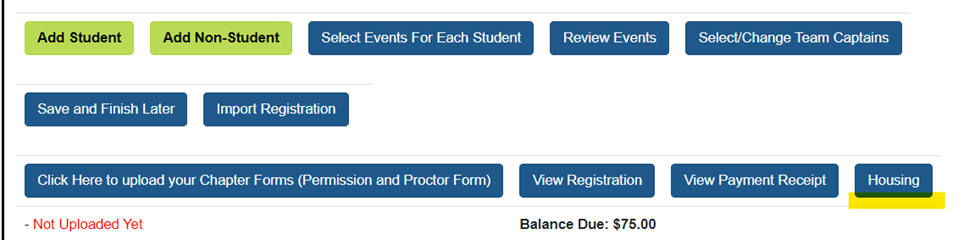 Add Student Add Non-Student Select Events For Each Student Review Events Select/Change Team Captains
Save and Finish Later Import Registration
Click Here to upload your Chapter Forms (Permission and Proctor Form) View Registration View Payment Receipt Housing
- Not Uploaded Yet Balance Due: $75.00